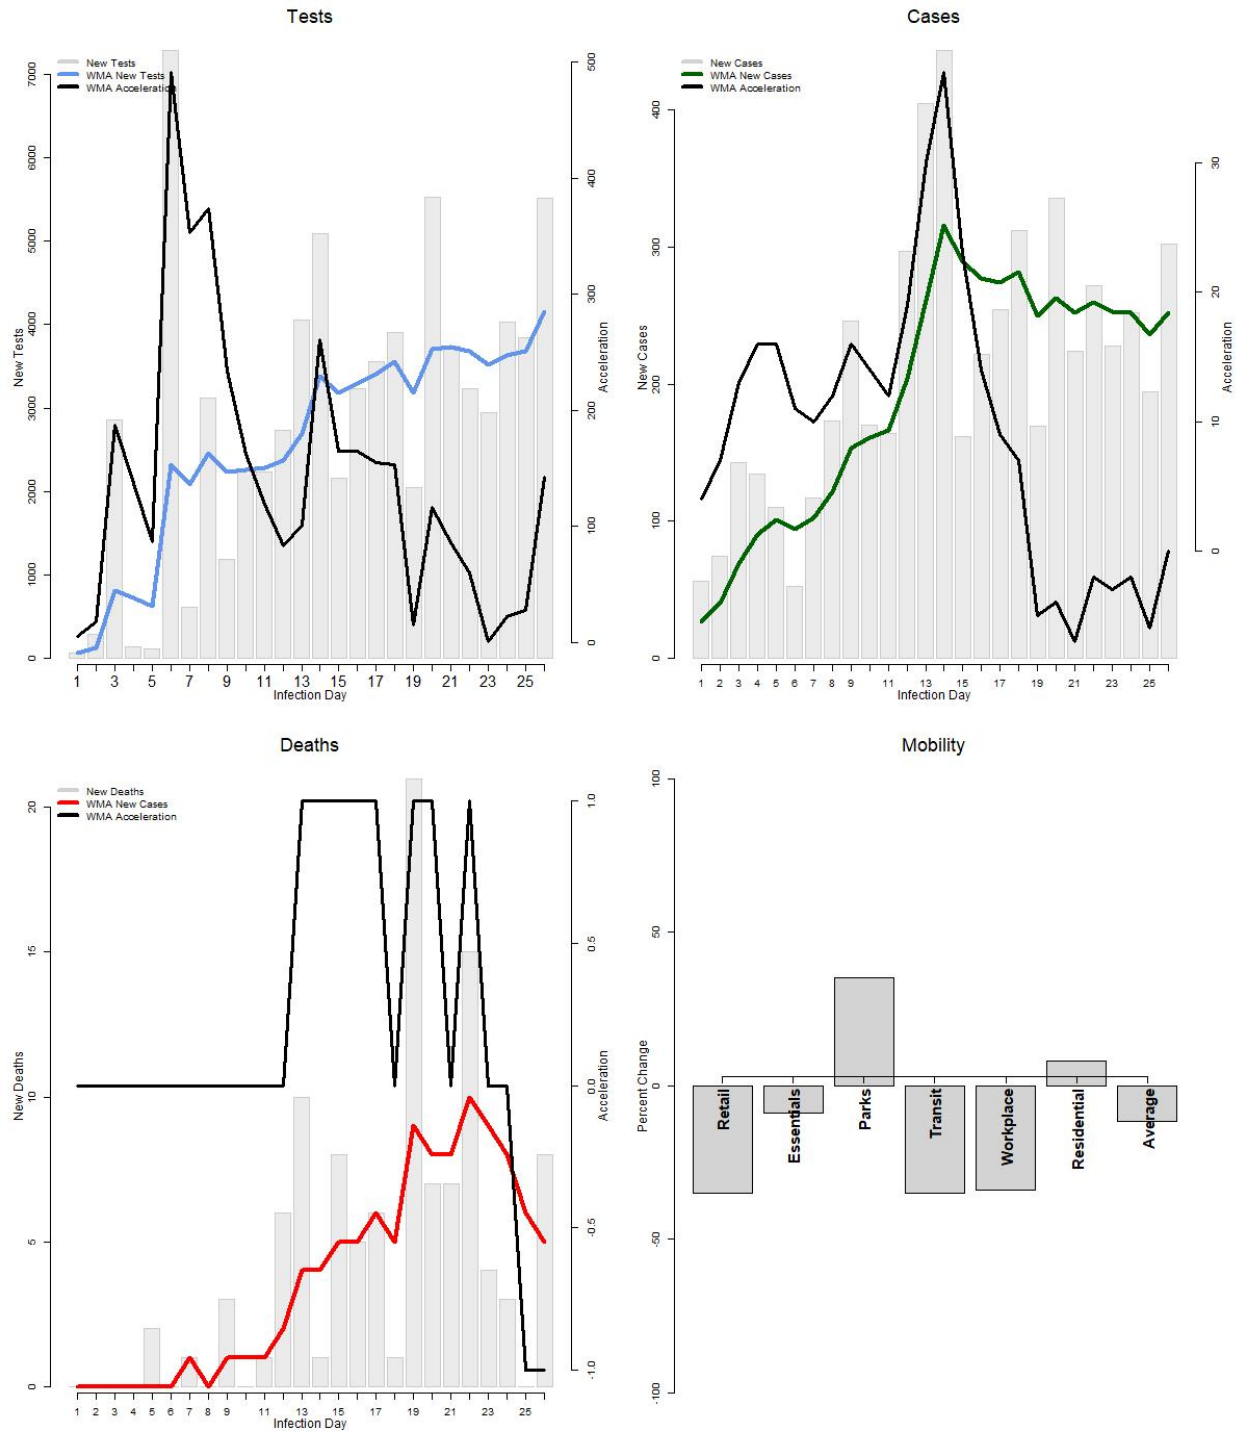 Tests
New Tests
WMA New Tests
WMA Acceleration
New Tests
0 1000 2000 3000 4000 5000 6000 7000
Acceleration
0 100 200 300 400 500
1 3 5 7 9 11 13 15 17 19 21 23 25
Infection Day
Cases
New Cases
WMA New Cases
WMA Acceleration
New Cases
0 100 200 300 400
Acceleration
0 10 20 30
1 2 3 4 5 6 7 8 9 11 13 15 17 19 21 23 25
Infection Day
Deaths
New Deaths
WMA New Cases
WMA Acceleration
New Deaths
0 5 10 15 20
Acceleration
-1.0 -0.5 0.0 0.5 1.0
1 2 3 4 5 6 7 8 9 11 13 15 17 19 21 23 25
Infection Day
Mobility
Percent Change
-100 -50 0 50 100
Retail
Essentials
Parks
Transit
Workplace
Residential
Average